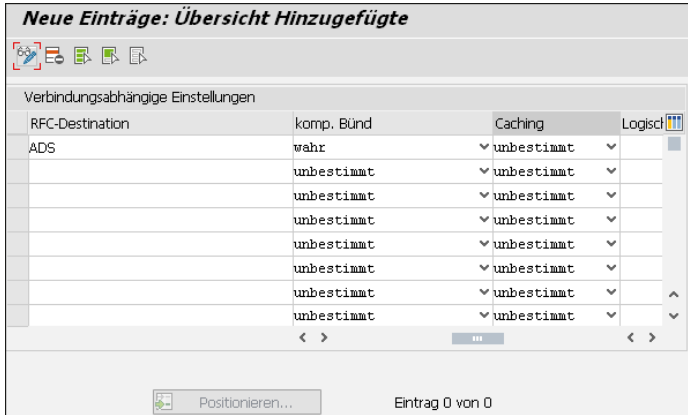 Neue Einträge: Übersicht Hinzugefügte
Verbindungsabhängige Einstellungen
RFC-Destination komp. Bünd Caching Logisch
ADS wahr unbestimmt
unbestimmt unbestimmt
unbestimmt unbestimmt
unbestimmt unbestimmt
unbestimmt unbestimmt
unbestimmt unbestimmt
unbestimmt unbestimmt
unbestimmt unbestimmt
Positionieren... Eintrag 0 von 0